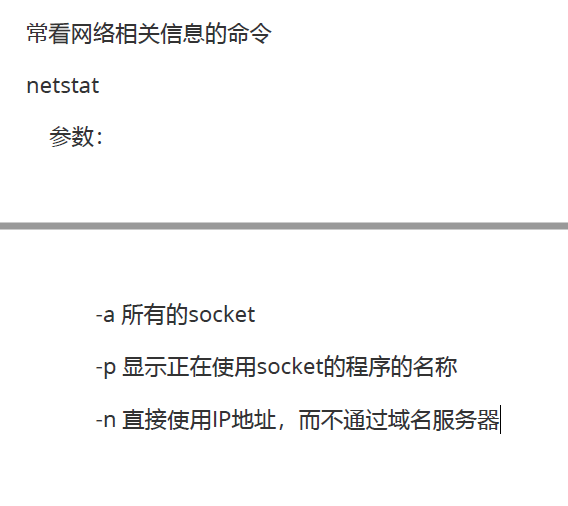 常看网络相关信息的命令
netstat
参数：
-a 所有的socket
-p 显示正在使用socket的程序的名称
-n 直接使用IP地址，而不通过域名服务器